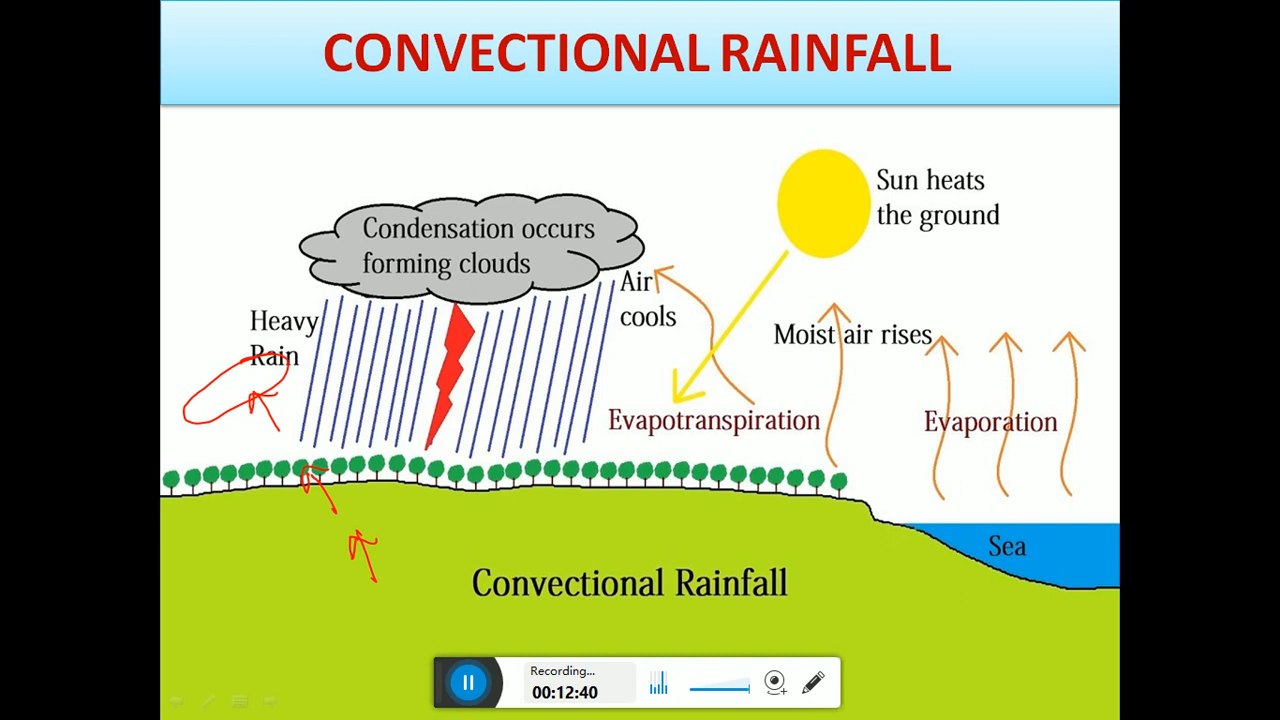 CONVECTIONAL RAINFALL
Sun heats
the ground
Condensation occurs
forming clouds
Air
cools
Heavy
Rain
Moist air rises
Evapotranspiration
Evaporation
Sea
Convectional Rainfall
Recording...
00:12:40